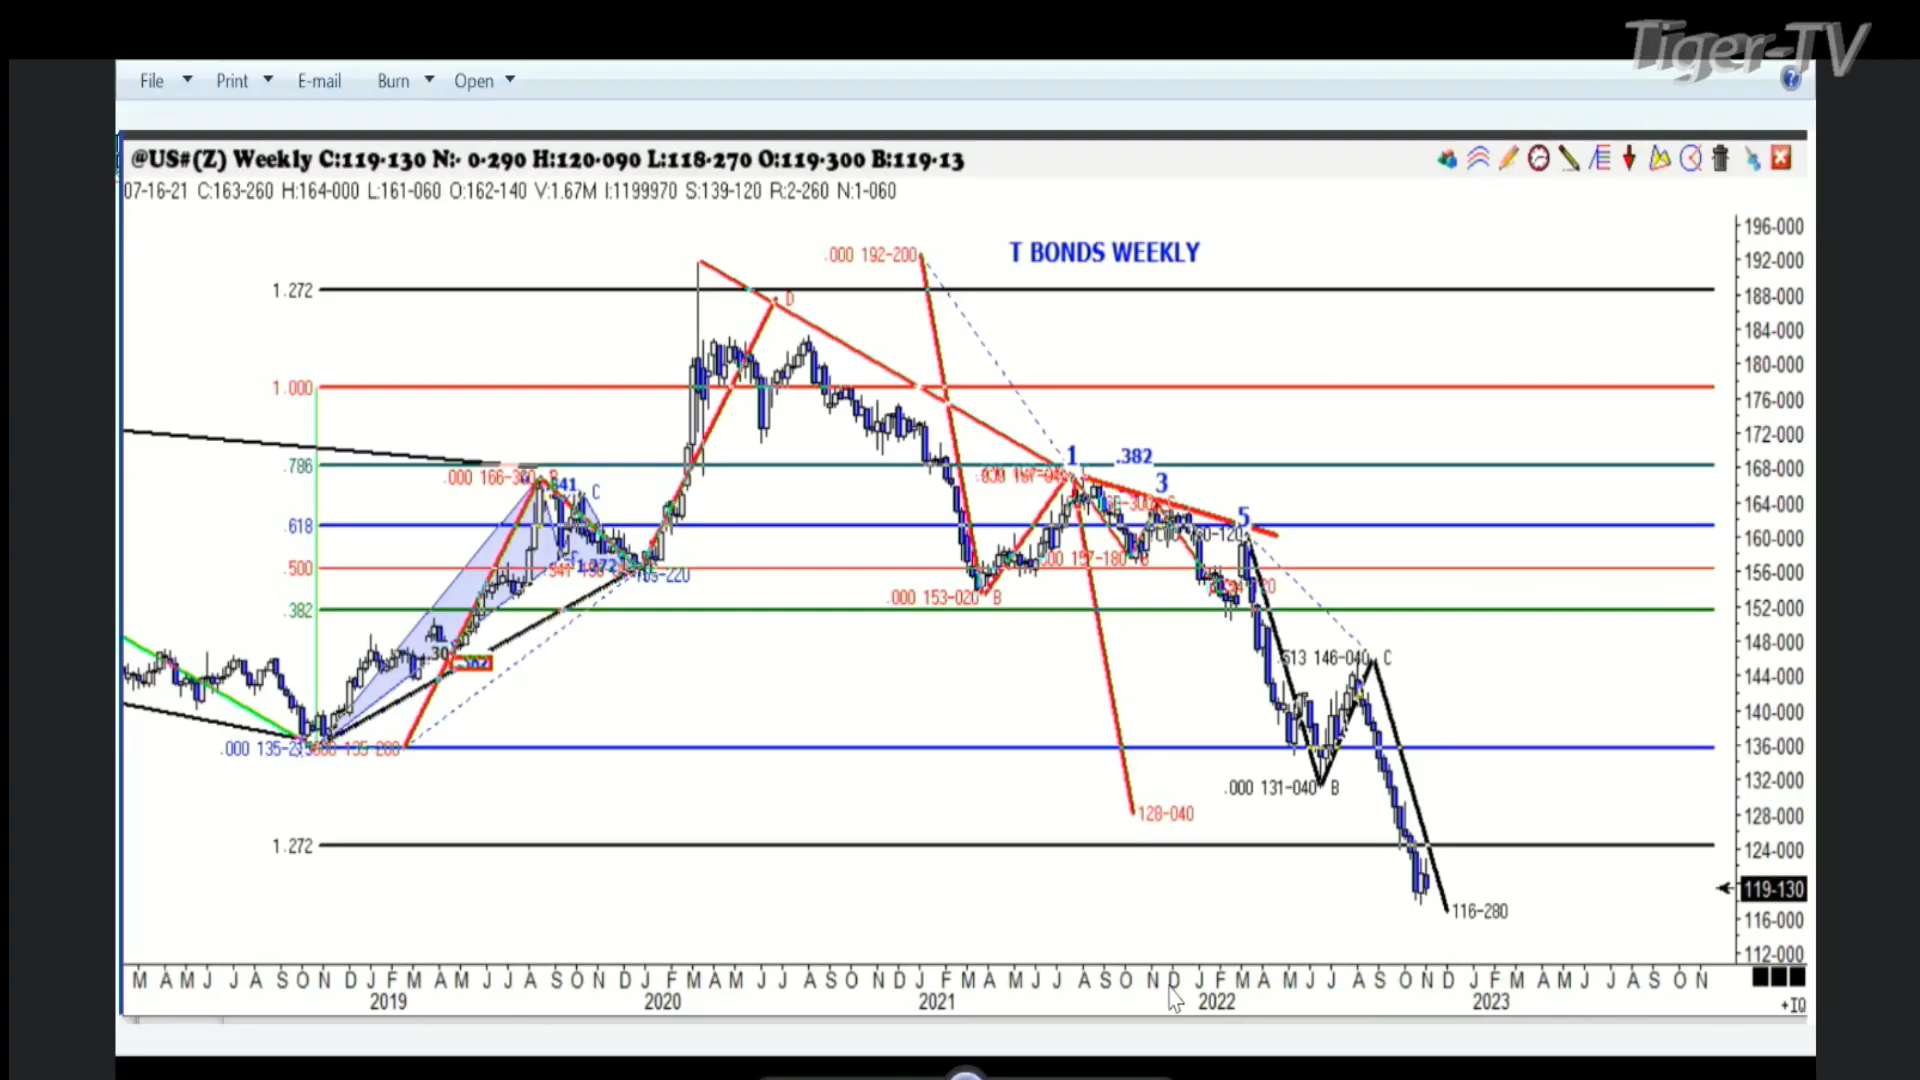 Tiger-TV
File Print E-mail Burn Open
@US#(Z) Weekly C:119-130 N:- 0-290 H:120-090 L:118-270 O:119-300 B:119-13
07-16-21 C:163-260 H:164-000 L:161-060 O:162-140 V:1.67M I:1199970 S:139-120 R:2-260 N:1-060
T BONDS WEEKLY
.000 192-200
1.272
D
1.000
.786
1
.382
.000 166-300
B
.841
C
3
.618
5
.500
.000 157-180
B
.000 153-020
B
.382
.613 146-040
C
.000 135-200
.000 131-040
B
128-040
1.272
116-280
196-000
192-000
188-000
184-000
180-000
176-000
172-000
168-000
164-000
160-000
156-000
152-000
148-000
144-000
140-000
136-000
132-000
128-000
124-000
119-130
116-000
112-000
M A M J J A S O N D J F M A M J J A S O N D J F M A M J J A S O N D J F M A M J J A S O N D J F M A M J J A S O N D J F M A M J J A S O N
2019 2020 2021 2022 2023
+IQ